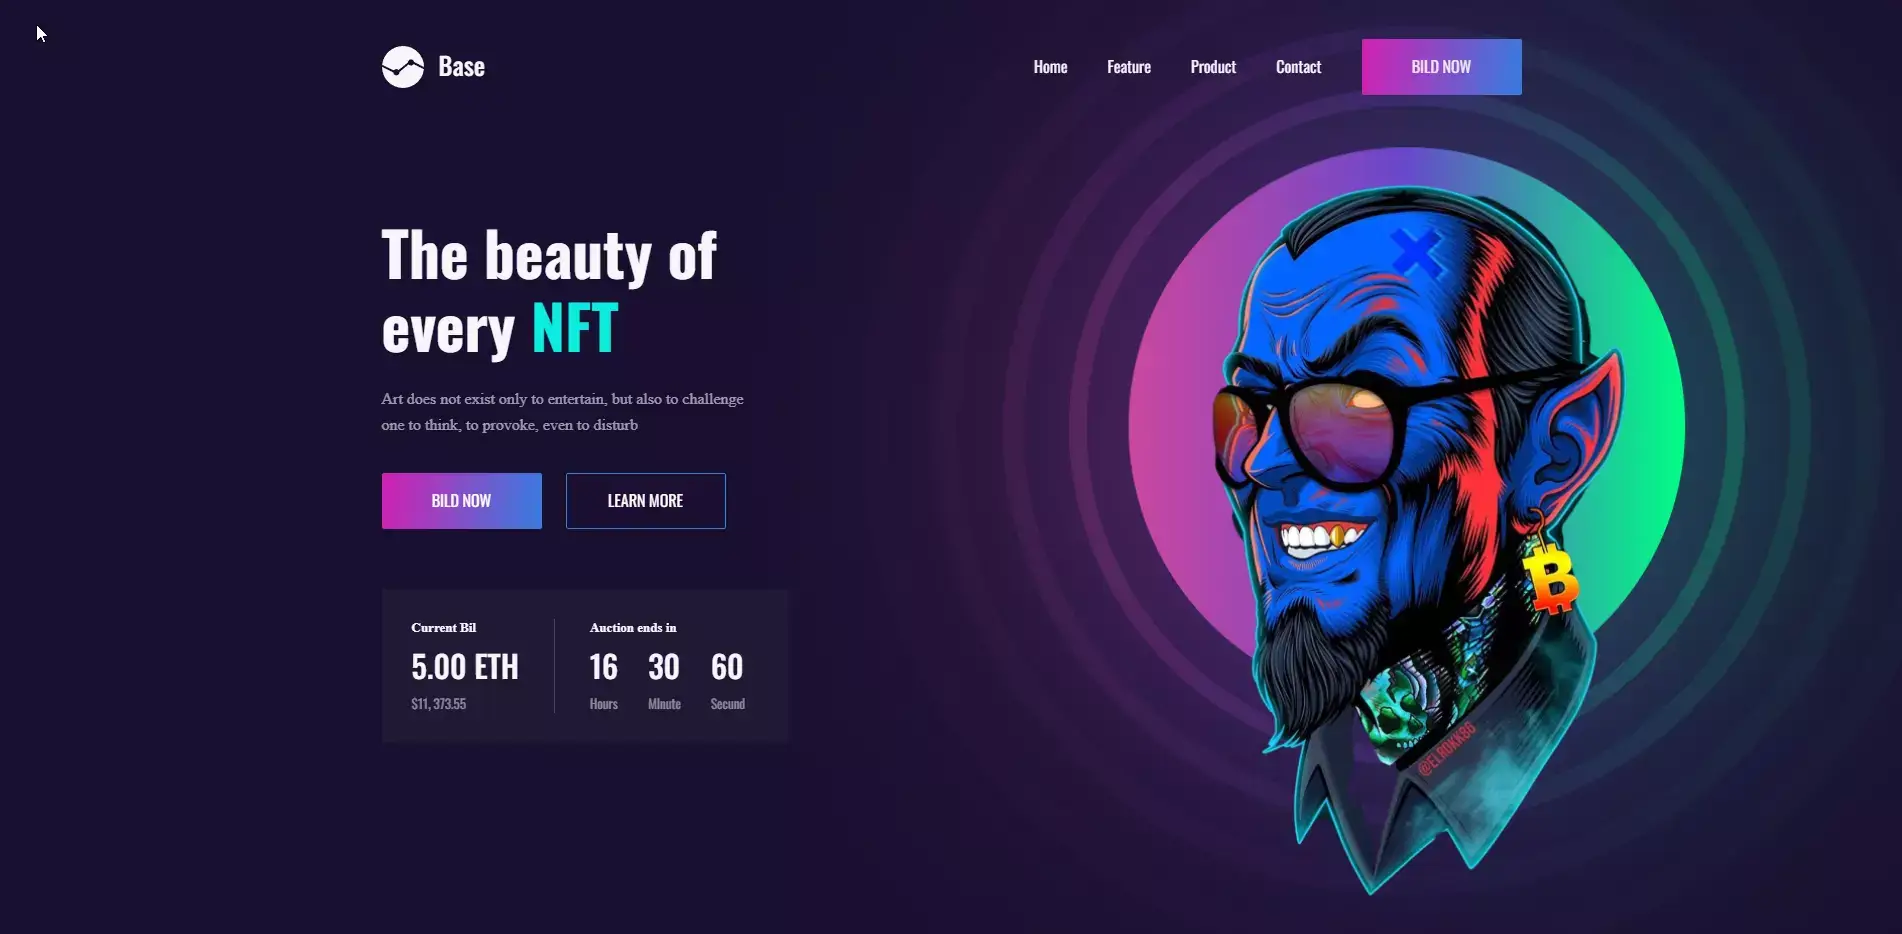 Base
Home
Feature
Product
Contact
BILD NOW
The beauty of
every NFT
Art does not exist only to entertain, but also to challenge
one to think, to provoke, even to disturb
BILD NOW
LEARN MORE
Current Bil
5.00 ETH
$11, 373.55
Auction ends in
16 30 60
Hours MInute Secund
@ELROKK86